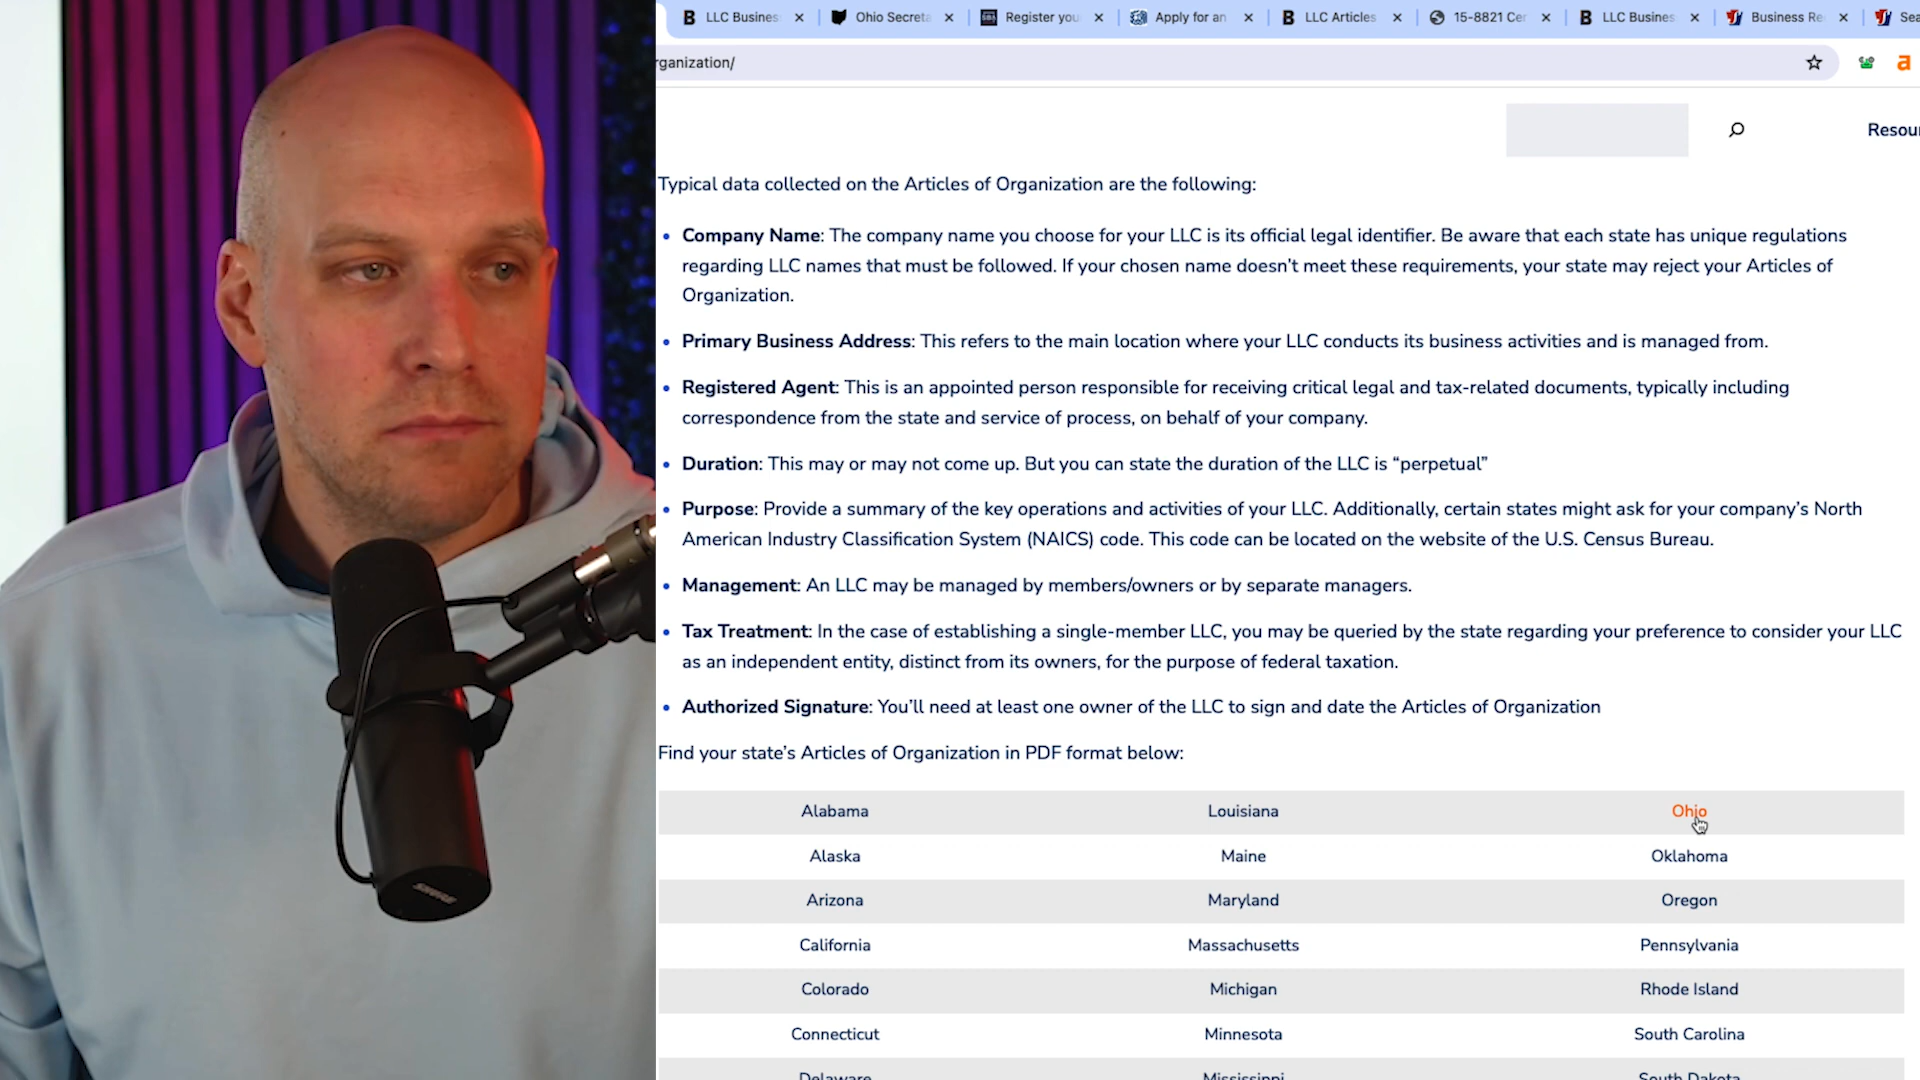 LLC Busines
Ohio Secreta
Register you
Apply for an
LLC Articles
15-8821 Cer
LLC Busines
Business Re
Sea
rganization/
Resou
Typical data collected on the Articles of Organization are the following:
Company Name: The company name you choose for your LLC is its official legal identifier. Be aware that each state has unique regulations
regarding LLC names that must be followed. If your chosen name doesn't meet these requirements, your state may reject your Articles of
Organization.
Primary Business Address: This refers to the main location where your LLC conducts its business activities and is managed from.
Registered Agent: This is an appointed person responsible for receiving critical legal and tax-related documents, typically including
correspondence from the state and service of process, on behalf of your company.
Duration: This may or may not come up. But you can state the duration of the LLC is “perpetual”
Purpose: Provide a summary of the key operations and activities of your LLC. Additionally, certain states might ask for your company’s North
American Industry Classification System (NAICS) code. This code can be located on the website of the U.S. Census Bureau.
Management: An LLC may be managed by members/owners or by separate managers.
Tax Treatment: In the case of establishing a single-member LLC, you may be queried by the state regarding your preference to consider your LLC
as an independent entity, distinct from its owners, for the purpose of federal taxation.
Authorized Signature: You’ll need at least one owner of the LLC to sign and date the Articles of Organization
Find your state’s Articles of Organization in PDF format below:
Alabama Louisiana Ohio
Alaska Maine Oklahoma
Arizona Maryland Oregon
California Massachusetts Pennsylvania
Colorado Michigan Rhode Island
Connecticut Minnesota South Carolina
Delaware Mississippi South Dakota
SHURE